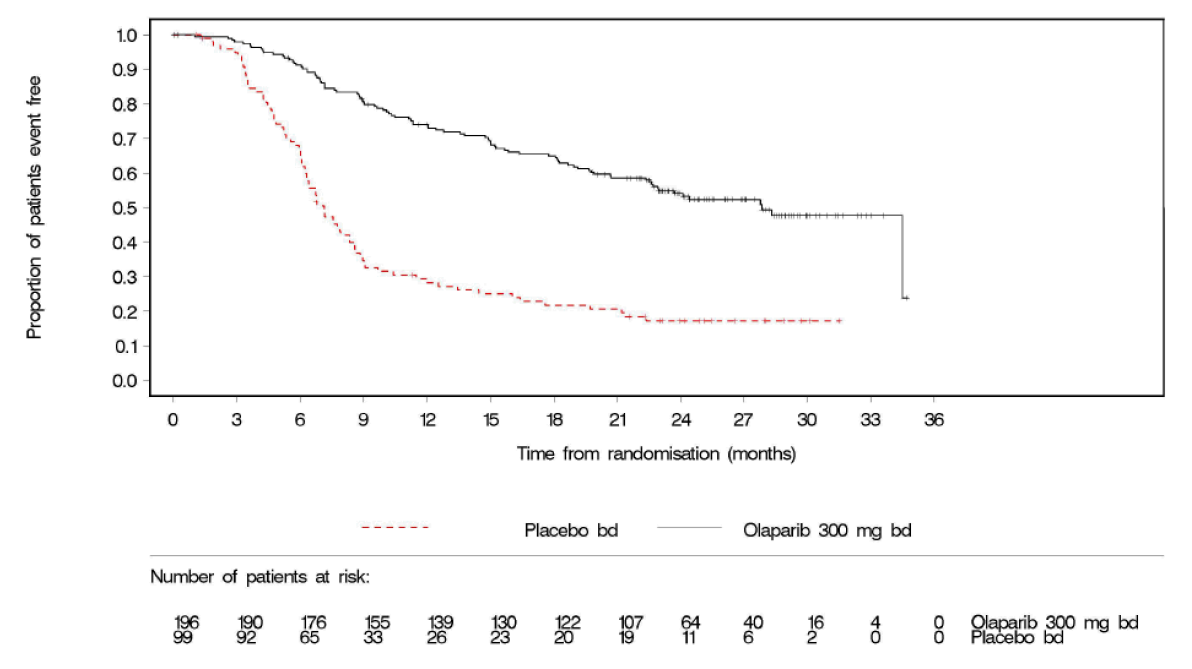 Proportion of patients event free
1.0
0.9
0.8
0.7
0.6
0.5
0.4
0.3
0.2
0.1
0.0
0 3 6 9 12 15 18 21 24 27 30 33 36
Time from randomisation (months)
Placebo bd Olaparib 300 mg bd
Number of patients at risk:
196 190 176 155 139 130 122 107 64 40 16 4 0 Olaparib 300 mg bd
99 92 65 33 26 23 20 19 11 6 2 0 0 Placebo bd